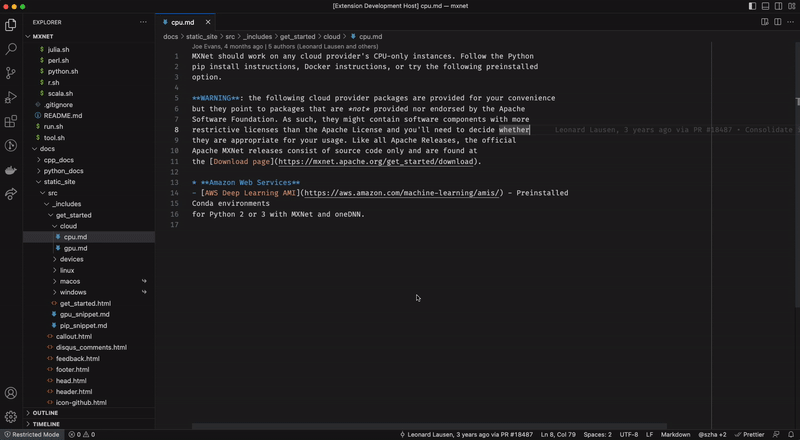 [Extension Development Host] cpu.md — mxnet
EXPLORER
MXNET
$ julia.sh
$ perl.sh
$ python.sh
$ r.sh
$ scala.sh
.gitignore
README.md
$ run.sh
$ tool.sh
docs
cpp_docs
python_docs
static_site
src
_includes
get_started
cloud
cpu.md
gpu.md
devices
linux
macos
windows
get_started.html
gpu_snippet.md
pip_snippet.md
callout.html
disqus_comments.html
feedback.html
footer.html
head.html
header.html
icon-github.html
OUTLINE
TIMELINE
cpu.md
docs > static_site > src > _includes > get_started > cloud > cpu.md
Joe Evans, 4 months ago | 5 authors (Leonard Lausen and others)
1 MXNet should work on any cloud provider's CPU-only instances. Follow the Python
2 pip install instructions, Docker instructions, or try the following preinstalled
3 option.
4
5 **WARNING**: the following cloud provider packages are provided for your convenience
6 but they point to packages that are *not* provided nor endorsed by the Apache
7 Software Foundation. As such, they might contain software components with more
8 restrictive licenses than the Apache License and you'll need to decide whether Leonard Lausen, 3 years ago via PR #18487 • Consolidate
9 they are appropriate for your usage. Like all Apache Releases, the official
10 Apache MXNet releases consist of source code only and are found at
11 the [Download page](https://mxnet.apache.org/get_started/download).
12
13 * **Amazon Web Services**
14 - [AWS Deep Learning AMI](https://aws.amazon.com/machine-learning/amis/) - Preinstalled
15 Conda environments
16 for Python 2 or 3 with MXNet and oneDNN.
17
Restricted Mode 0 0 Leonard Lausen, 3 years ago via PR #18487 Ln 8, Col 79 Spaces: 2 UTF-8 LF Markdown @szha +2 Prettier